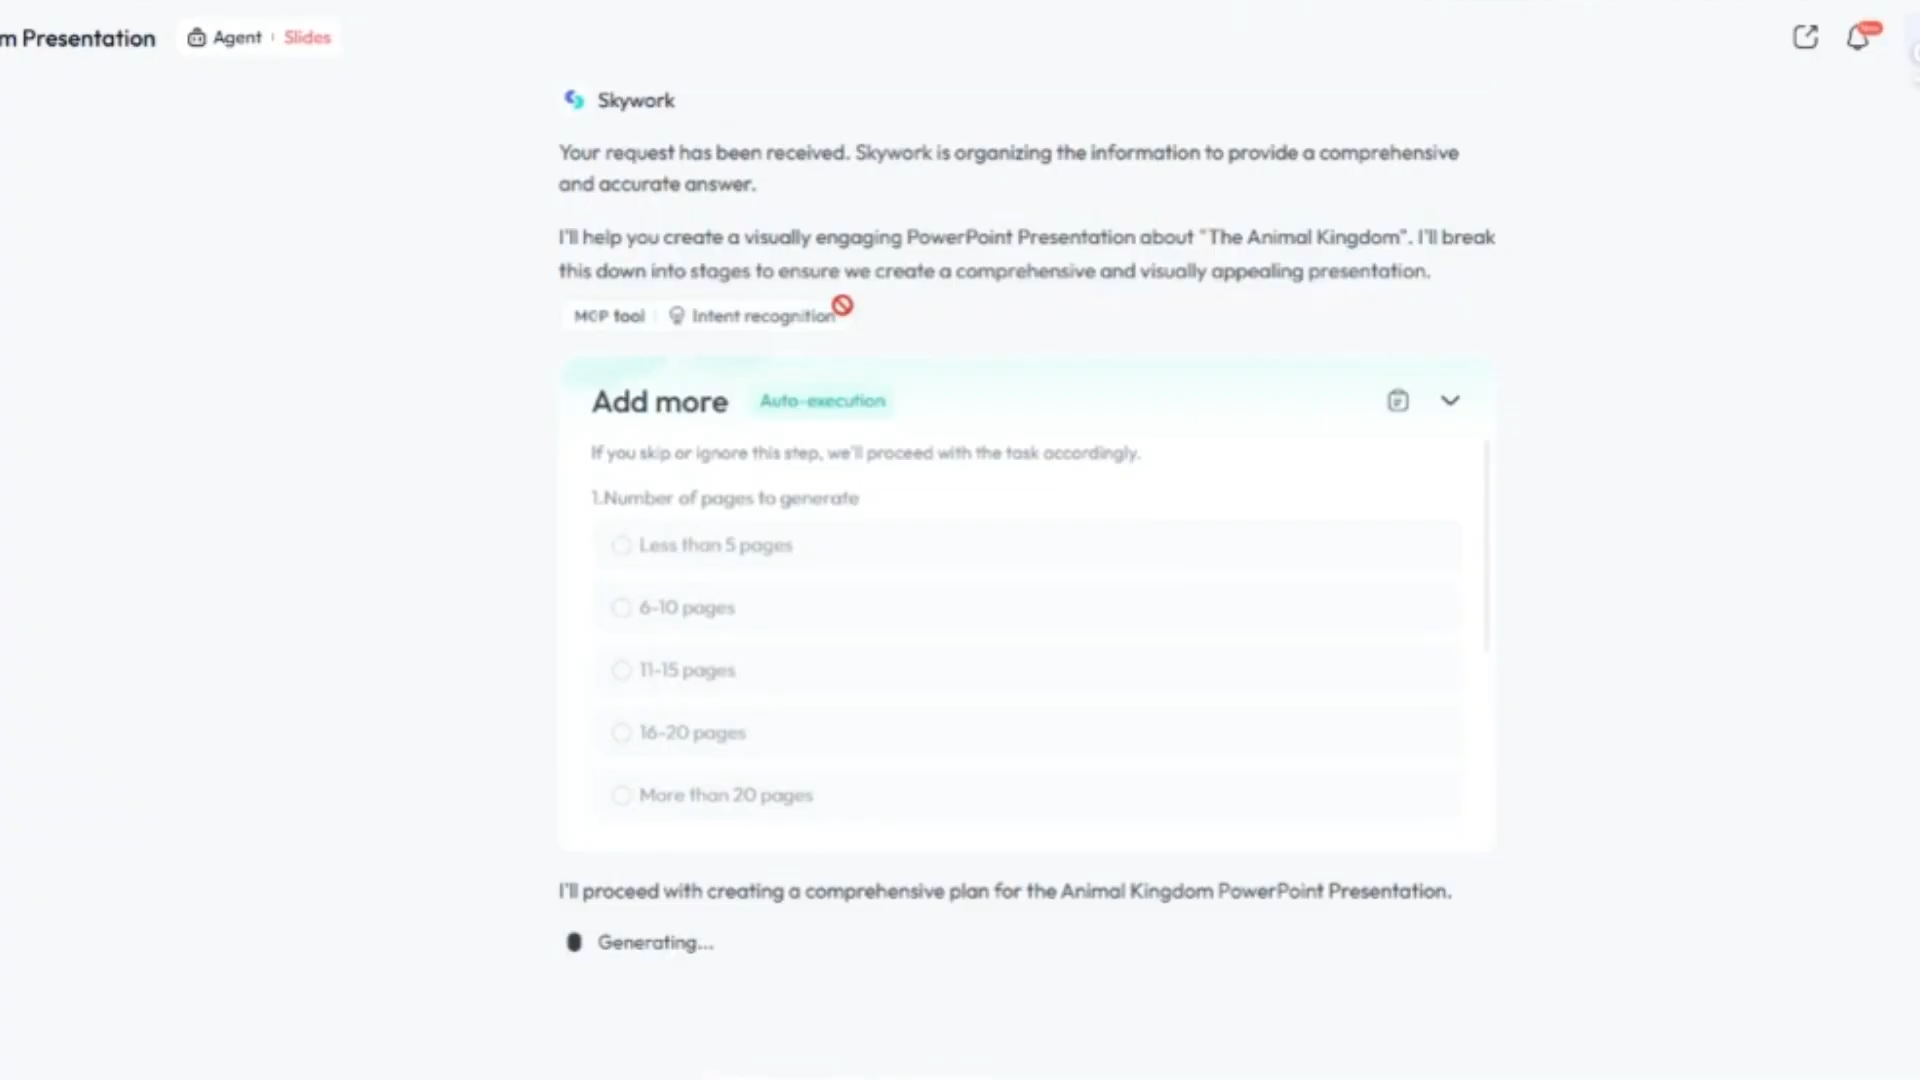 m Presentation
Agent
Slides
Skywork
Your request has been received. Skywork is organizing the information to provide a comprehensive
and accurate answer.
I'll help you create a visually engaging PowerPoint Presentation about "The Animal Kingdom". I'll break
this down into stages to ensure we create a comprehensive and visually appealing presentation.
MCP tool
Intent recognition
Add more
Auto-execution
If you skip or ignore this step, we'll proceed with the task accordingly.
1.Number of pages to generate
Less than 5 pages
6-10 pages
11-15 pages
16-20 pages
More than 20 pages
I'll proceed with creating a comprehensive plan for the Animal Kingdom PowerPoint Presentation.
Generating...